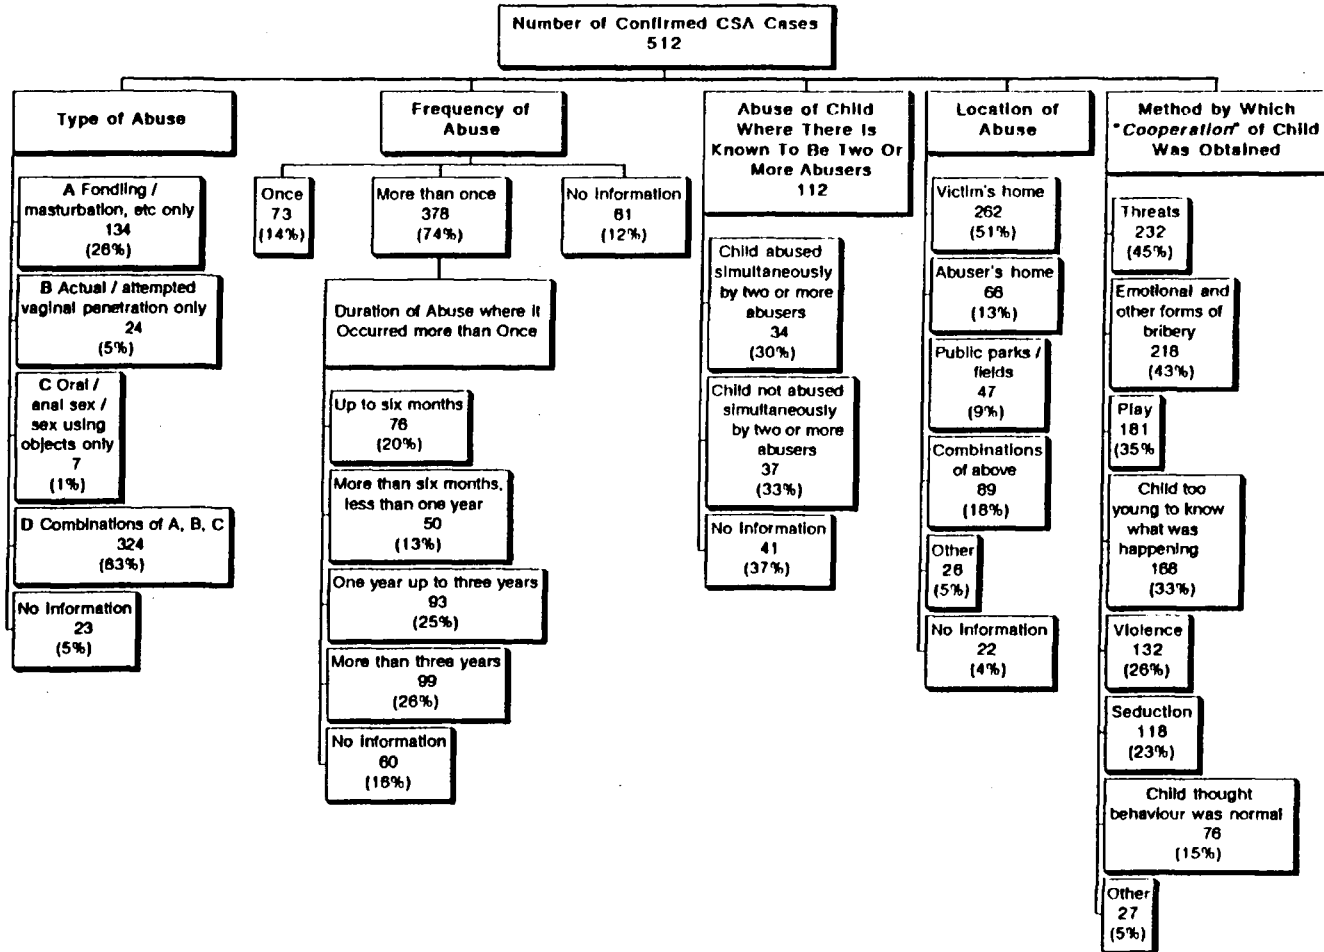 Number of Confirmed CSA Cases
512
Type of Abuse
A Fondling /
masturbation, etc only
134
(26%)
B Actual / attempted
vaginal penetration only
24
(5%)
C Oral /
anal sex /
sex using
objects only
7
(1%)
D Combinations of A, B, C
324
(63%)
No Information
23
(5%)
Frequency of
Abuse
Once
73
(14%)
More than once
378
(74%)
No Information
61
(12%)
Duration of Abuse where it
Occurred more than Once
Up to six months
76
(20%)
More than six months,
less than one year
50
(13%)
One year up to three years
93
(25%)
More than three years
99
(26%)
No Information
60
(16%)
Abuse of Child
Where There Is
Known To Be Two Or
More Abusers
112
Child abused
simultaneously
by two or more
abusers
34
(30%)
Child not abused
simultaneously
by two or more
abusers
37
(33%)
No Information
41
(37%)
Location of
Abuse
Victim's home
262
(51%)
Abuser's home
66
(13%)
Public parks /
fields
47
(9%)
Combinations
of above
89
(18%)
Other
26
(5%)
No Information
22
(4%)
Method by Which
"Cooperation" of Child
Was Obtained
Threats
232
(45%)
Emotional and
other forms of
bribery
218
(43%)
Play
181
(35%
Child too
young to know
what was
happening
168
(33%)
Violence
132
(26%)
Seduction
118
(23%)
Child thought
behaviour was normal
76
(15%)
Other
27
(5%)